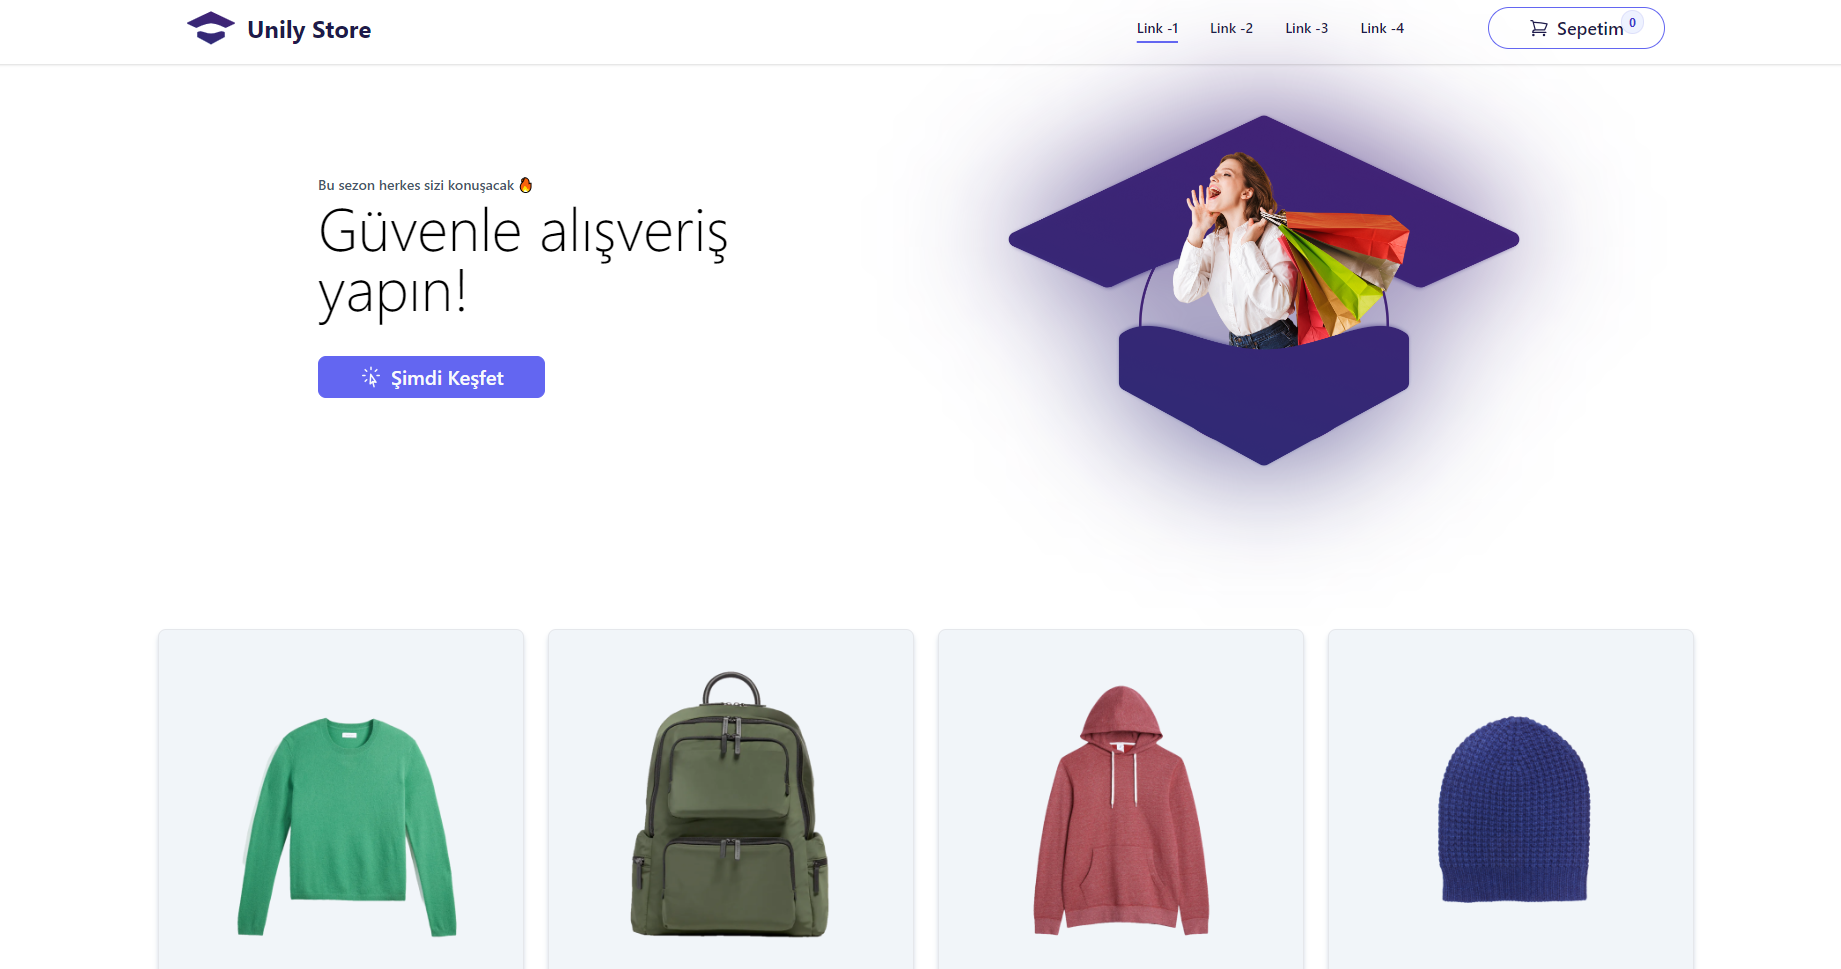 Unily Store
Link -1
Link -2
Link -3
Link -4
Sepetim
0
Bu sezon herkes sizi konuşacak 🔥
Güvenle alışveriş
yapın!
Şimdi Keşfet